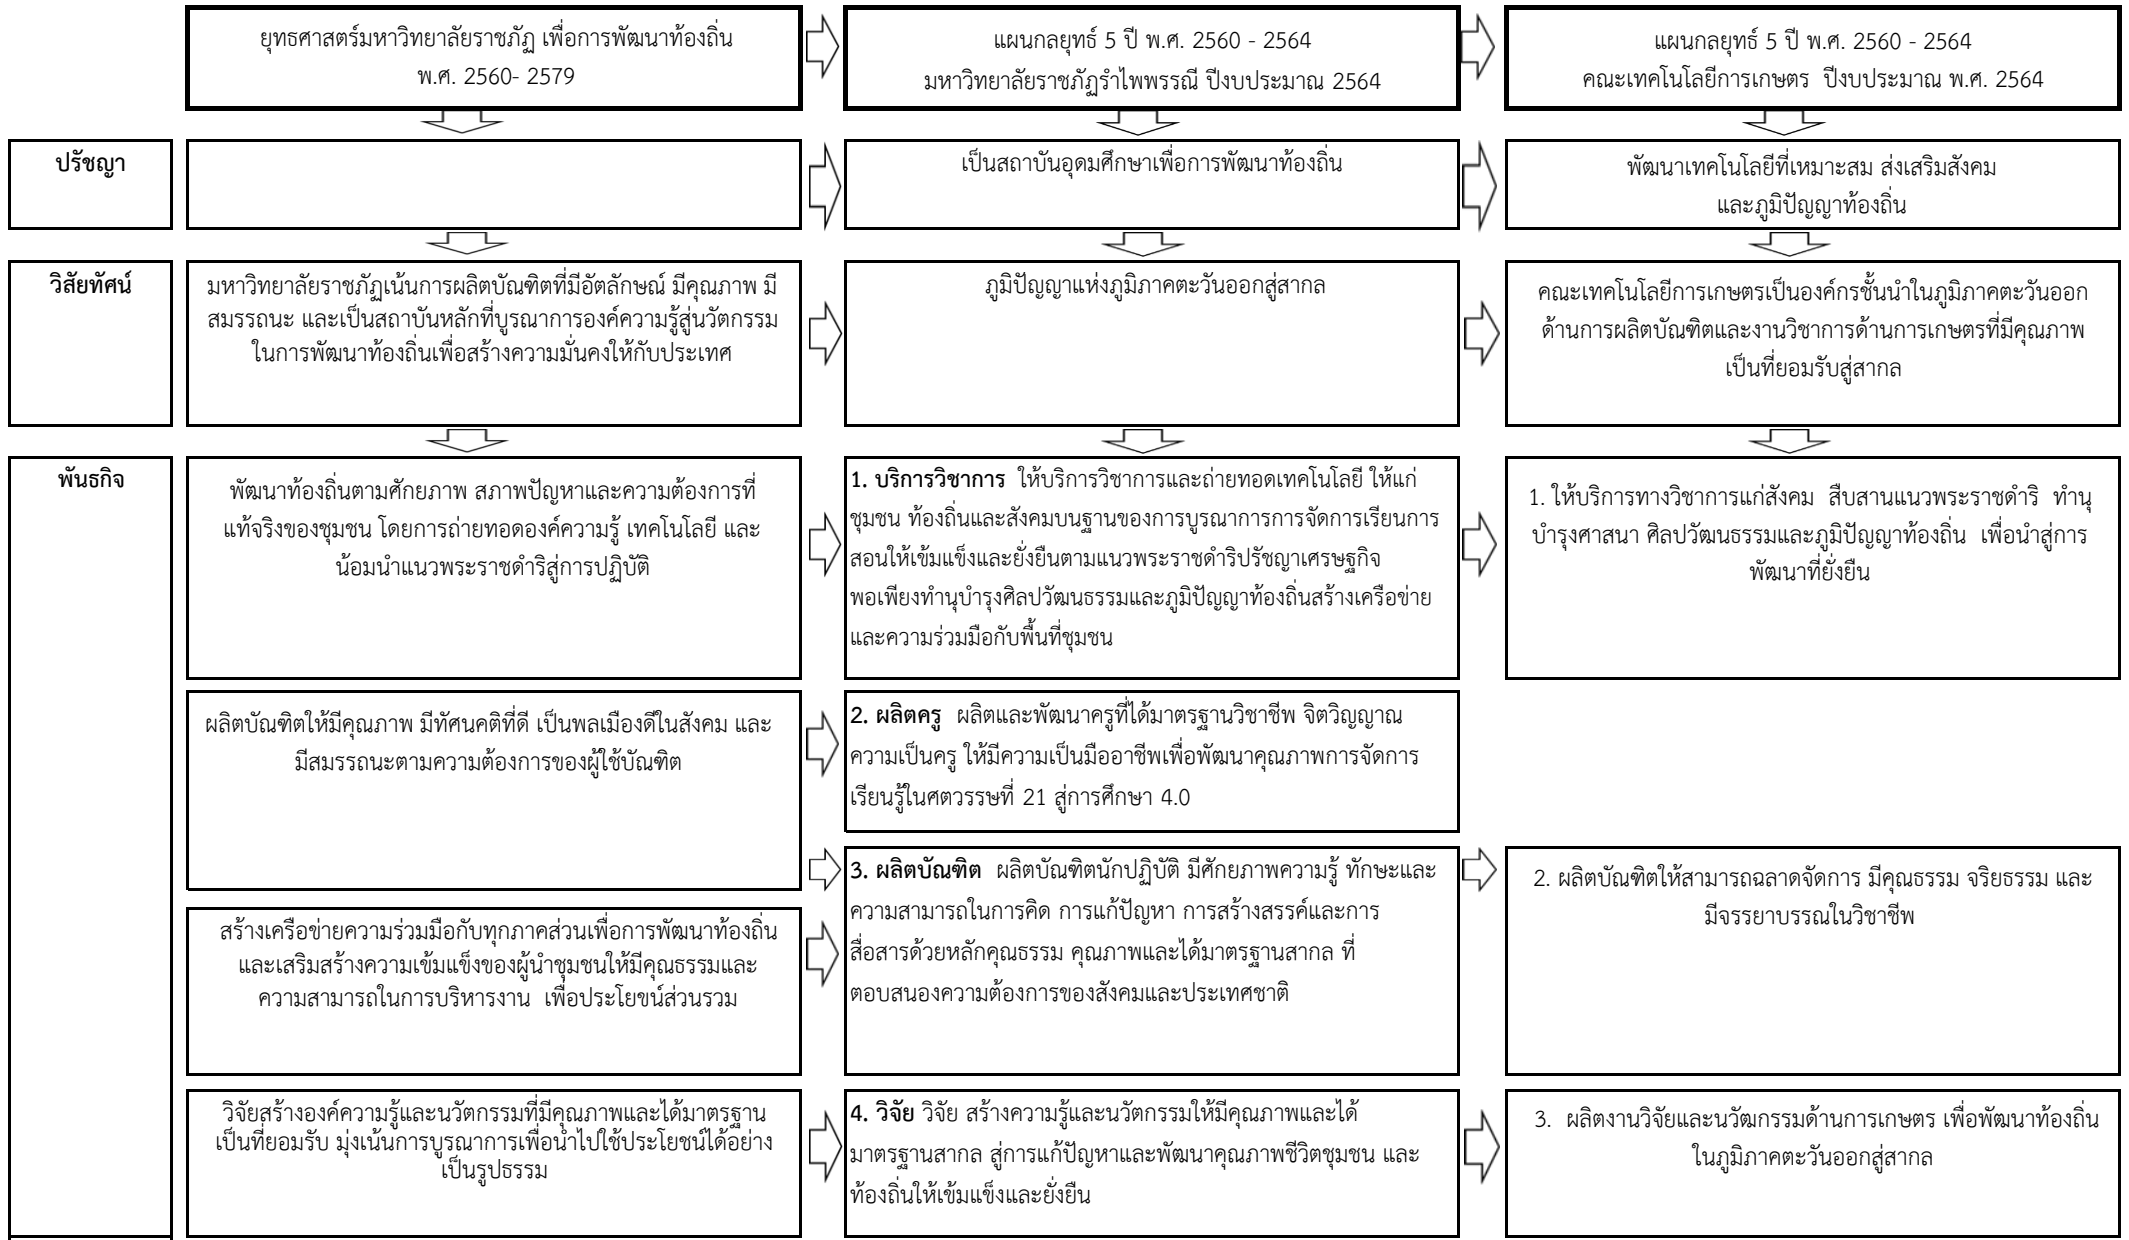 ยุทธศาสตร์มหาวิทยาลัยราชภัฏ เพื่อการพัฒนาท้องถิ่น
พ.ศ. 2560- 2579
แผนกลยุทธ์ 5 ปี พ.ศ. 2560 - 2564
มหาวิทยาลัยราชภัฏรำไพพรรณี ปีงบประมาณ 2564
แผนกลยุทธ์ 5 ปี พ.ศ. 2560 - 2564
คณะเทคโนโลยีการเกษตร ปีงบประมาณ พ.ศ. 2564
ปรัชญา
เป็นสถาบันอุดมศึกษาเพื่อการพัฒนาท้องถิ่น
พัฒนาเทคโนโลยีที่เหมาะสม ส่งเสริมสังคม
และภูมิปัญญาท้องถิ่น
วิสัยทัศน์
มหาวิทยาลัยราชภัฏเน้นการผลิตบัณฑิตที่มีอัตลักษณ์ มีคุณภาพ มี
สมรรถนะ และเป็นสถาบันหลักที่บูรณาการองค์ความรู้สู่นวัตกรรม
ในการพัฒนาท้องถิ่นเพื่อสร้างความมั่นคงให้กับประเทศ
ภูมิปัญญาแห่งภูมิภาคตะวันออกสู่สากล
คณะเทคโนโลยีการเกษตรเป็นองค์กรชั้นนำในภูมิภาคตะวันออก
ด้านการผลิตบัณฑิตและงานวิชาการด้านการเกษตรที่มีคุณภาพ
เป็นที่ยอมรับสู่สากล
พันธกิจ
พัฒนาท้องถิ่นตามศักยภาพ สภาพปัญหาและความต้องการที่
แท้จริงของชุมชน โดยการถ่ายทอดองค์ความรู้ เทคโนโลยี และ
น้อมนำแนวพระราชดำริสู่การปฏิบัติ
1. บริการวิชาการ ให้บริการวิชาการและถ่ายทอดเทคโนโลยี ให้แก่
ชุมชน ท้องถิ่นและสังคมบนฐานของการบูรณาการการจัดการเรียนการ
สอนให้เข้มแข็งและยั่งยืนตามแนวพระราชดำริปรัชญาเศรษฐกิจ
พอเพียงทำนุบำรุงศิลปวัฒนธรรมและภูมิปัญญาท้องถิ่นสร้างเครือข่าย
และความร่วมมือกับพื้นที่ชุมชน
1. ให้บริการทางวิชาการแก่สังคม สืบสานแนวพระราชดำริ ทำนุ
บำรุงศาสนา ศิลปวัฒนธรรมและภูมิปัญญาท้องถิ่น เพื่อนำสู่การ
พัฒนาที่ยั่งยืน
ผลิตบัณฑิตให้มีคุณภาพ มีทัศนคติที่ดี เป็นพลเมืองดีในสังคม และ
มีสมรรถนะตามความต้องการของผู้ใช้บัณฑิต
2. ผลิตครู ผลิตและพัฒนาครูที่ได้มาตรฐานวิชาชีพ จิตวิญญาณ
ความเป็นครู ให้มีความเป็นมืออาชีพเพื่อพัฒนาคุณภาพการจัดการ
เรียนรู้ในศตวรรษที่ 21 สู่การศึกษา 4.0
3. ผลิตบัณฑิต ผลิตบัณฑิตนักปฏิบัติ มีศักยภาพความรู้ ทักษะและ
ความสามารถในการคิด การแก้ปัญหา การสร้างสรรค์และการ
สื่อสารด้วยหลักคุณธรรม คุณภาพและได้มาตรฐานสากล ที่
ตอบสนองความต้องการของสังคมและประเทศชาติ
2. ผลิตบัณฑิตให้สามารถฉลาดจัดการ มีคุณธรรม จริยธรรม และ
มีจรรยาบรรณในวิชาชีพ
สร้างเครือข่ายความร่วมมือกับทุกภาคส่วนเพื่อการพัฒนาท้องถิ่น
และเสริมสร้างความเข้มแข็งของผู้นำชุมชนให้มีคุณธรรมและ
ความสามารถในการบริหารงาน เพื่อประโยขน์ส่วนรวม
วิจัยสร้างองค์ความรู้และนวัตกรรมที่มีคุณภาพและได้มาตรฐาน
เป็นที่ยอมรับ มุ่งเน้นการบูรณาการเพื่อนำไปใช้ประโยชน์ได้อย่าง
เป็นรูปธรรม
4. วิจัย วิจัย สร้างความรู้และนวัตกรรมให้มีคุณภาพและได้
มาตรฐานสากล สู่การแก้ปัญหาและพัฒนาคุณภาพชีวิตชุมชน และ
ท้องถิ่นให้เข้มแข็งและยั่งยืน
3. ผลิตงานวิจัยและนวัฒกรรมด้านการเกษตร เพื่อพัฒนาท้องถิ่น
ในภูมิภาคตะวันออกสู่สากล